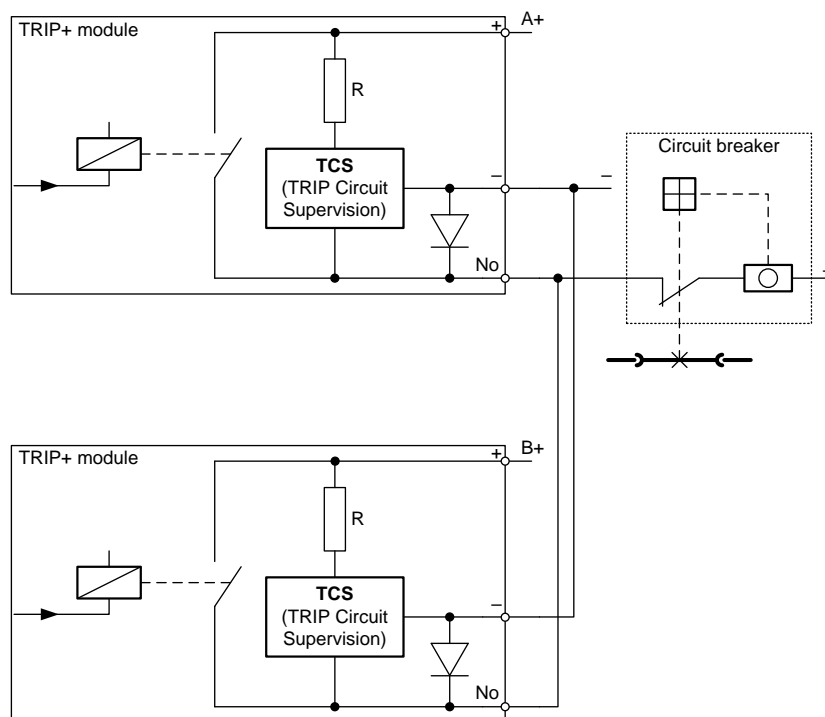 TRIP+ module
+
A+
R
TCS
(TRIP Circuit
Supervision)
–
–
No
Circuit breaker
–
TRIP+ module
+
B+
R
TCS
(TRIP Circuit
Supervision)
–
No